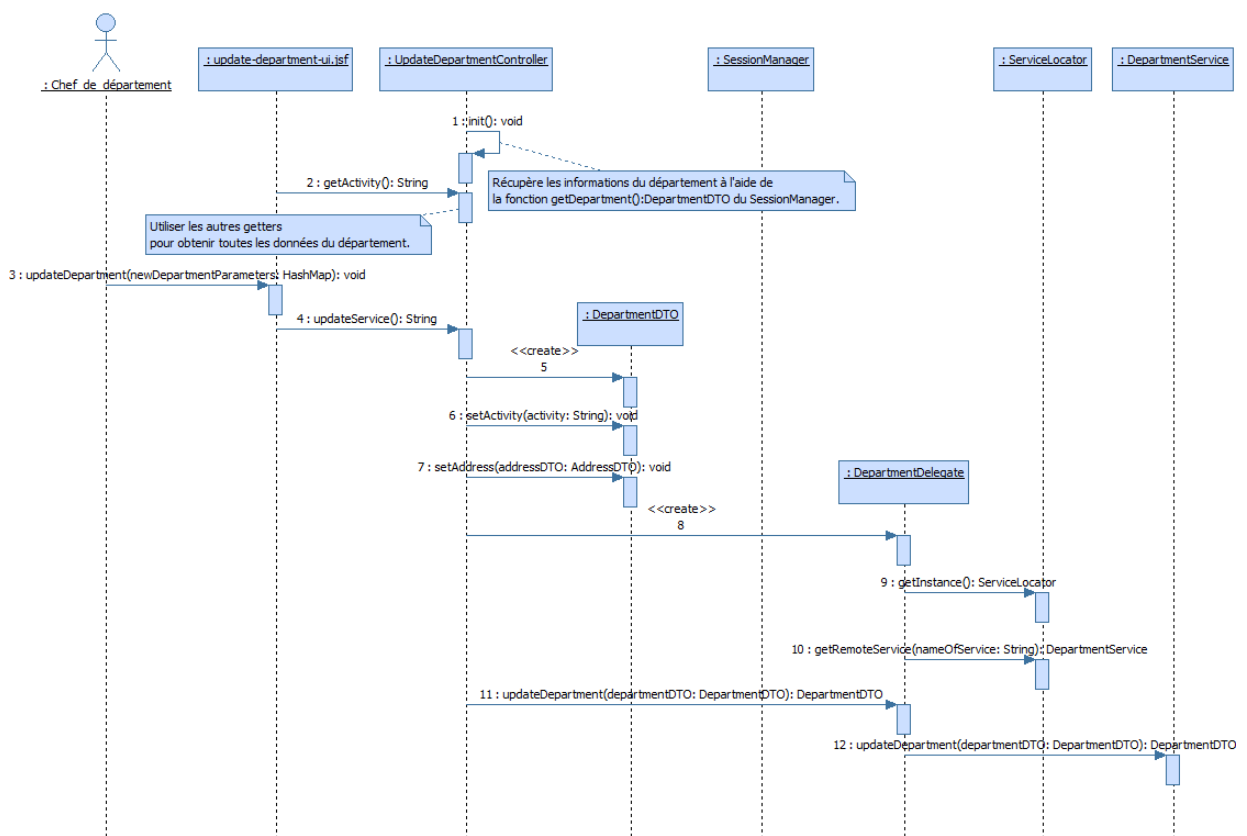 : Chef de département
: update-department-ui.jsf
: UpdateDepartmentController
: SessionManager
: ServiceLocator
: DepartmentService
1 : init(): void
Récupère les informations du département à l'aide de
la fonction getDepartment():DepartmentDTO du SessionManager.
2 : getActivity(): String
Utiliser les autres getters
pour obtenir toutes les données du département.
3 : updateDepartment(newDepartmentParameters: HashMap): void
4 : updateService(): String
: DepartmentDTO
<<create>>
5
6 : setActivity(activity: String): void
7 : setAddress(addressDTO: AddressDTO): void
: DepartmentDelegate
<<create>>
8
9 : getInstance(): ServiceLocator
10 : getRemoteService(nameOfService: String): DepartmentService
11 : updateDepartment(departmentDTO: DepartmentDTO): DepartmentDTO
12 : updateDepartment(departmentDTO: DepartmentDTO): DepartmentDTO